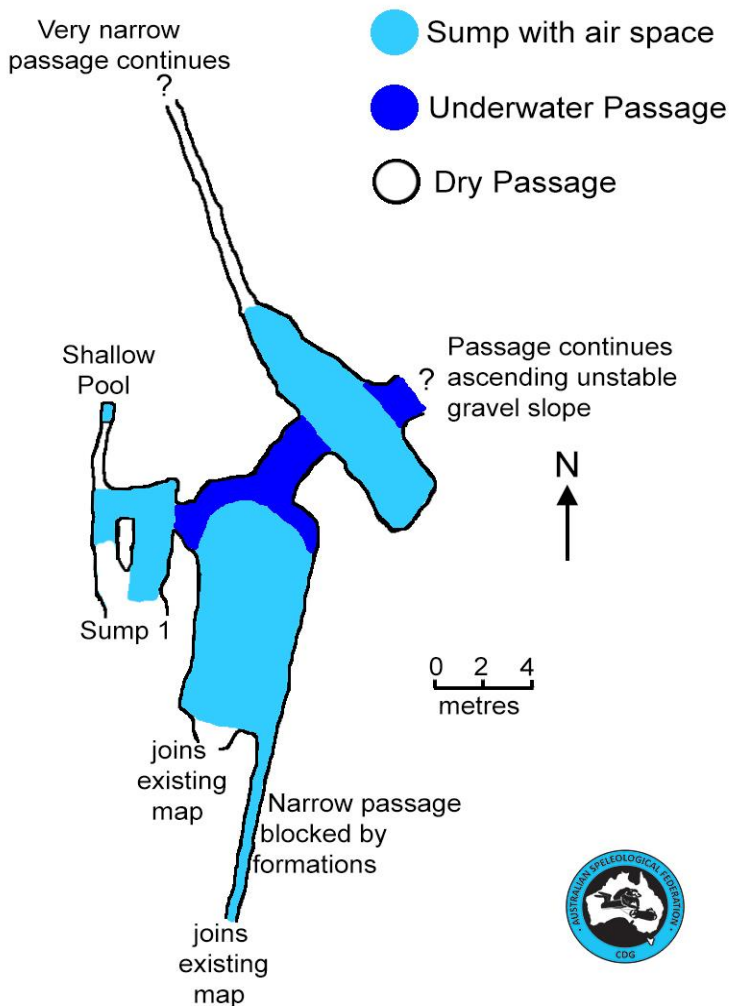 Very narrow
passage continues
?
Sump with air space
Underwater Passage
Dry Passage
Shallow
Pool
?
Passage continues
ascending unstable
gravel slope
N
Sump 1
0 2 4
metres
joins
existing
map
Narrow passage
blocked by
formations
joins
existing
map
AUSTRALIAN SPELEOLOGICAL FEDERATION
CDG